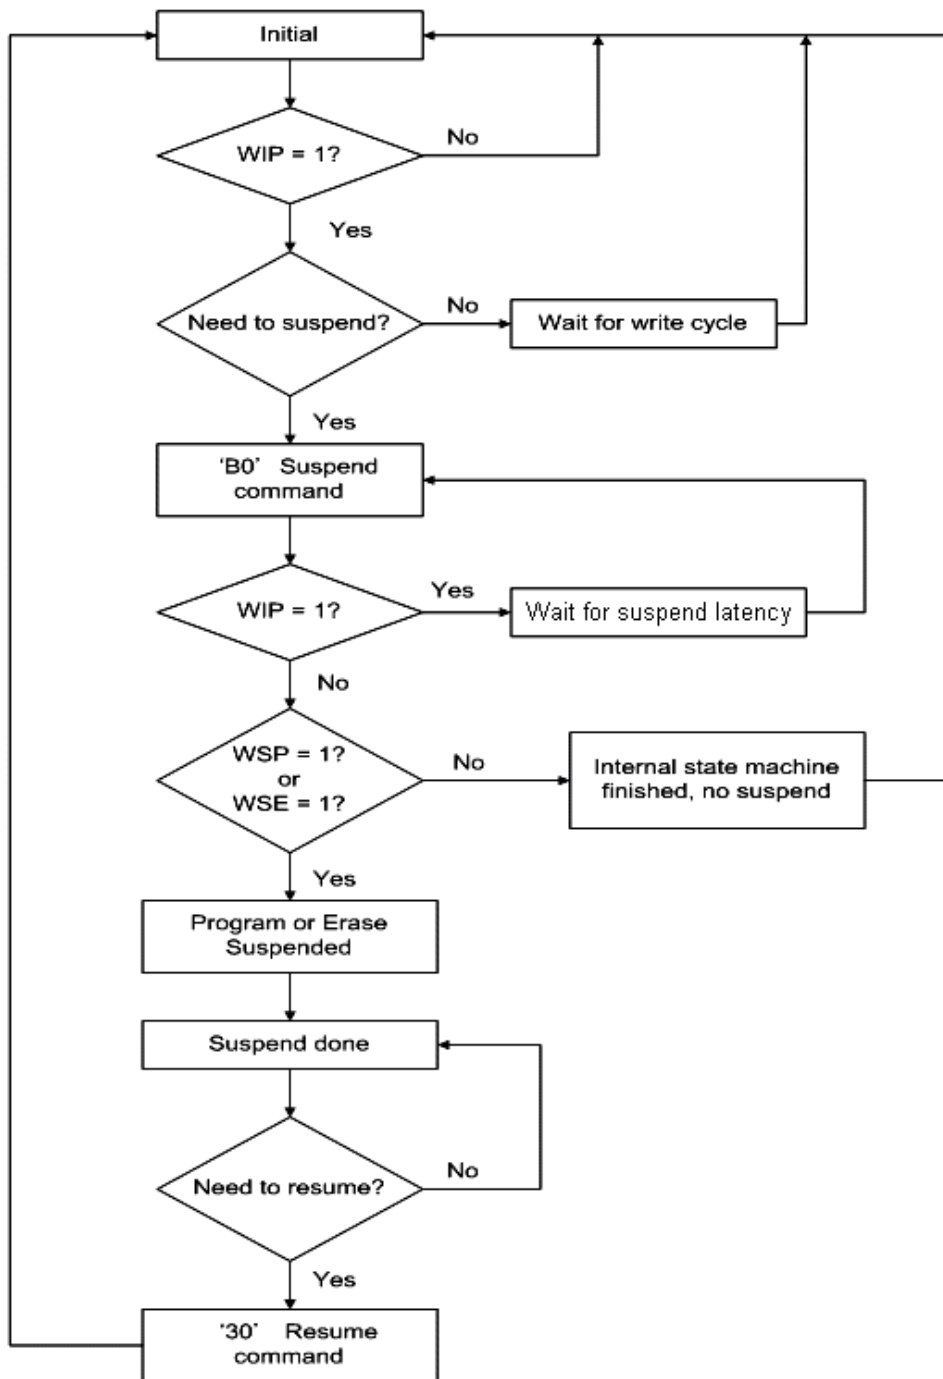 Initial
WIP = 1?
No
Yes
Need to suspend?
No
Wait for write cycle
Yes
‘B0’ Suspend
command
WIP = 1?
Yes
Wait for suspend latency
No
WSP = 1?
or
WSE = 1?
No
Internal state machine
finished, no suspend
Yes
Program or Erase
Suspended
Suspend done
Need to resume?
No
Yes
‘30’ Resume
command